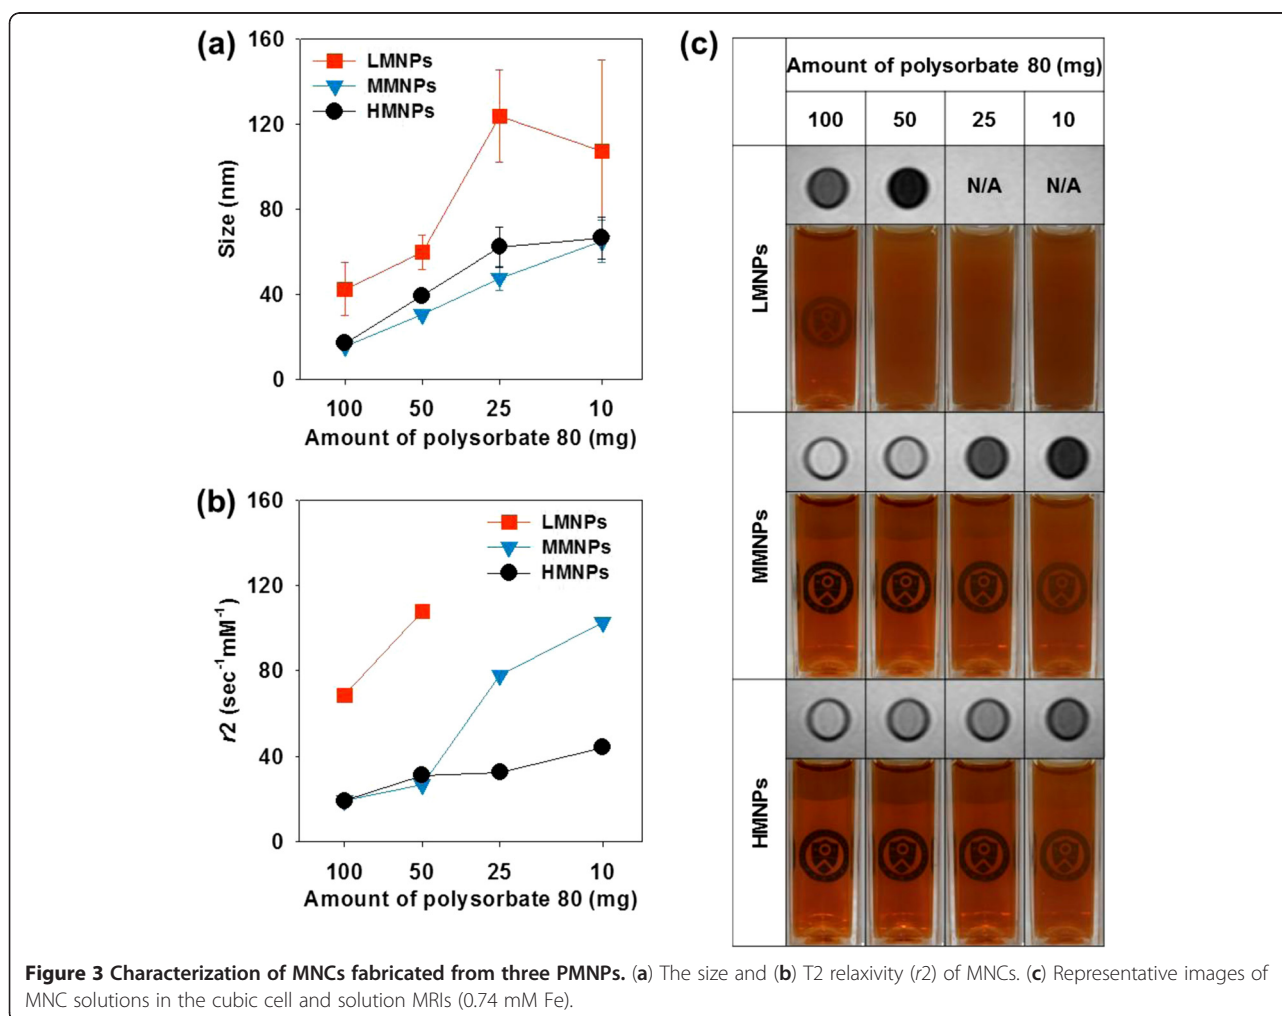 (a)
160
120
80
40
0
Size (nm)
LMNPs
MMNPs
HMNPs
100 50 25 10
Amount of polysorbate 80 (mg)
(b)
160
120
80
40
0
r2 (sec⁻¹mM⁻¹)
LMNPs
MMNPs
HMNPs
100 50 25 10
Amount of polysorbate 80 (mg)
(c)
Amount of polysorbate 80 (mg)
100 50 25 10
LMNPs
N/A N/A
MMNPs
HMNPs
Figure 3 Characterization of MNCs fabricated from three PMNPs. (a) The size and (b) T2 relaxivity (r2) of MNCs. (c) Representative images of
MNC solutions in the cubic cell and solution MRIs (0.74 mM Fe).